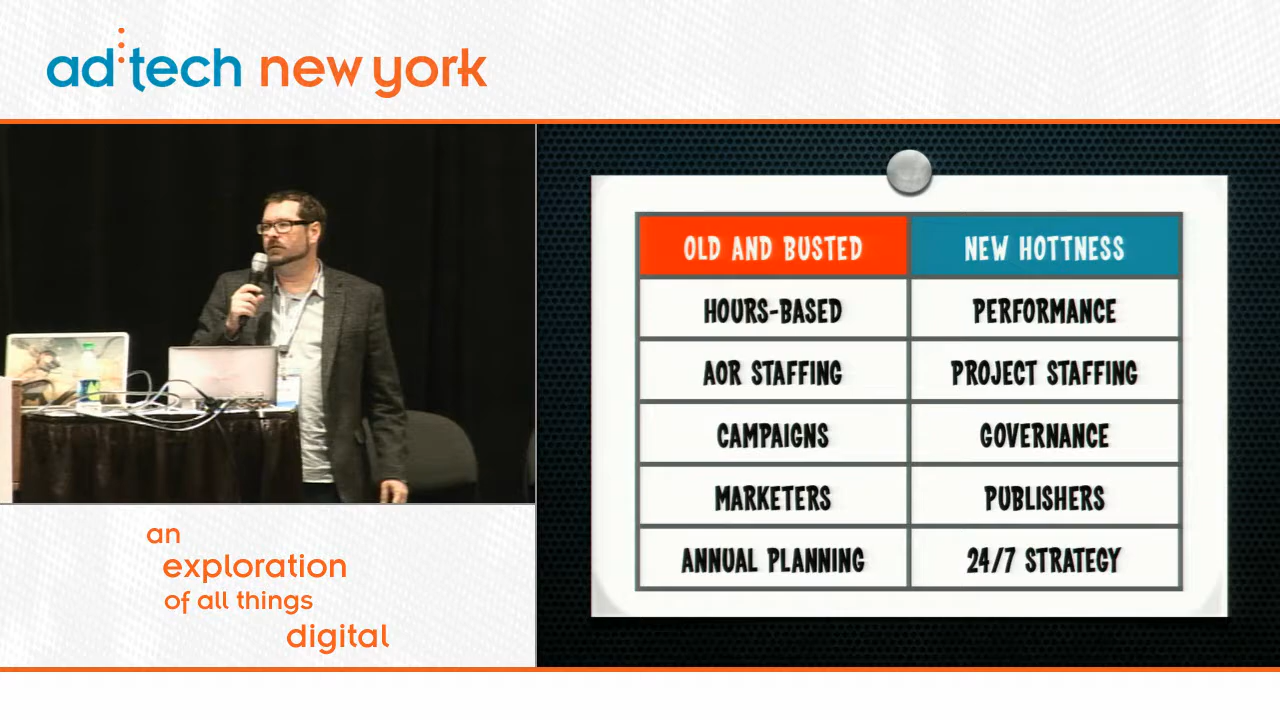 ad:tech new york
OLD AND BUSTED NEW HOTTNESS
HOURS-BASED PERFORMANCE
AOR STAFFING PROJECT STAFFING
CAMPAIGNS GOVERNANCE
MARKETERS PUBLISHERS
ANNUAL PLANNING 24/7 STRATEGY
an
exploration
of all things
digital